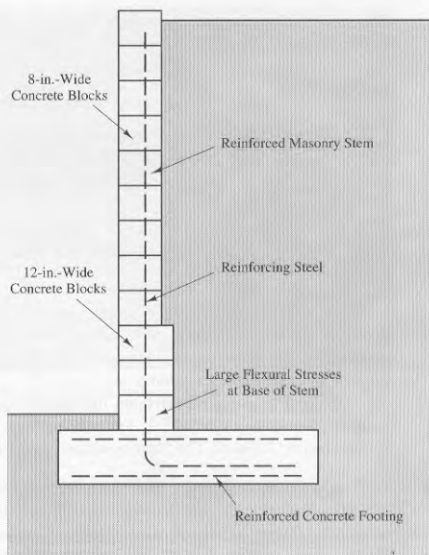 8-in.-Wide
Concrete Blocks
Reinforced Masonry Stem
Reinforcing Steel
12-in.-Wide
Concrete Blocks
Large Flexural Stresses
at Base of Stem
Reinforced Concrete Footing